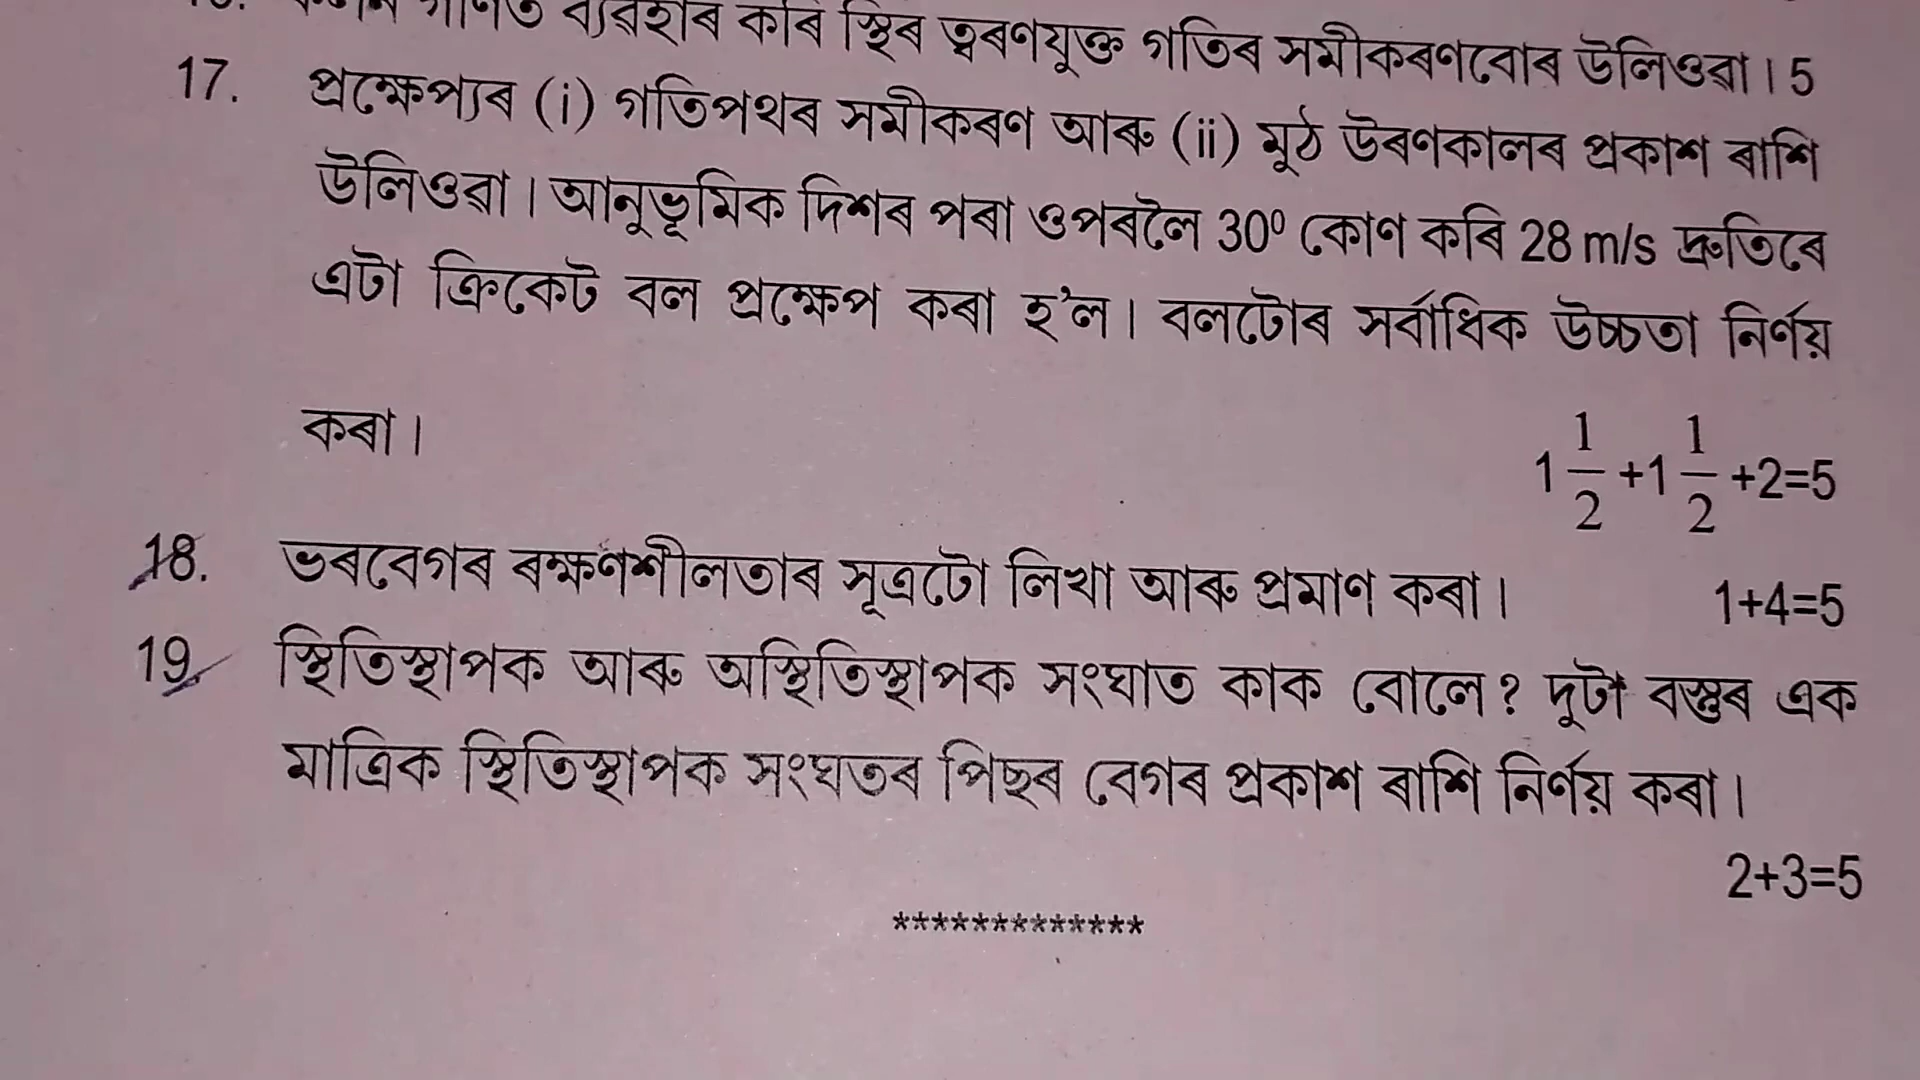 গণিত ব্যৱহাৰ কৰি স্থিৰ ত্বৰণযুক্ত গতিৰ সমীকৰণবোৰ উলিওৱা। 5
17. প্ৰক্ষেপ্যৰ (i) গতিপথৰ সমীকৰণ আৰু (ii) মুঠ উৰণকালৰ প্ৰকাশ ৰাশি
উলিওৱা। আনুভূমিক দিশৰ পৰা ওপৰলৈ 30⁰ কোণ কৰি 28 m/s দ্ৰুতিৰে
এটা ক্ৰিকেট বল প্ৰক্ষেপ কৰা হ'ল। বলটোৰ সৰ্বাধিক উচ্চতা নিৰ্ণয়
কৰা। 1 1/2 +1 1/2 +2=5
18. ভৰবেগৰ ৰক্ষণশীলতাৰ সূত্ৰটো লিখা আৰু প্ৰমাণ কৰা। 1+4=5
19. স্থিতিস্থাপক আৰু অস্থিতিস্থাপক সংঘাত কাক বোলে? দুটা বস্তুৰ এক
মাত্ৰিক স্থিতিস্থাপক সংঘতৰ পিছৰ বেগৰ প্ৰকাশ ৰাশি নিৰ্ণয় কৰা।
2+3=5
*************